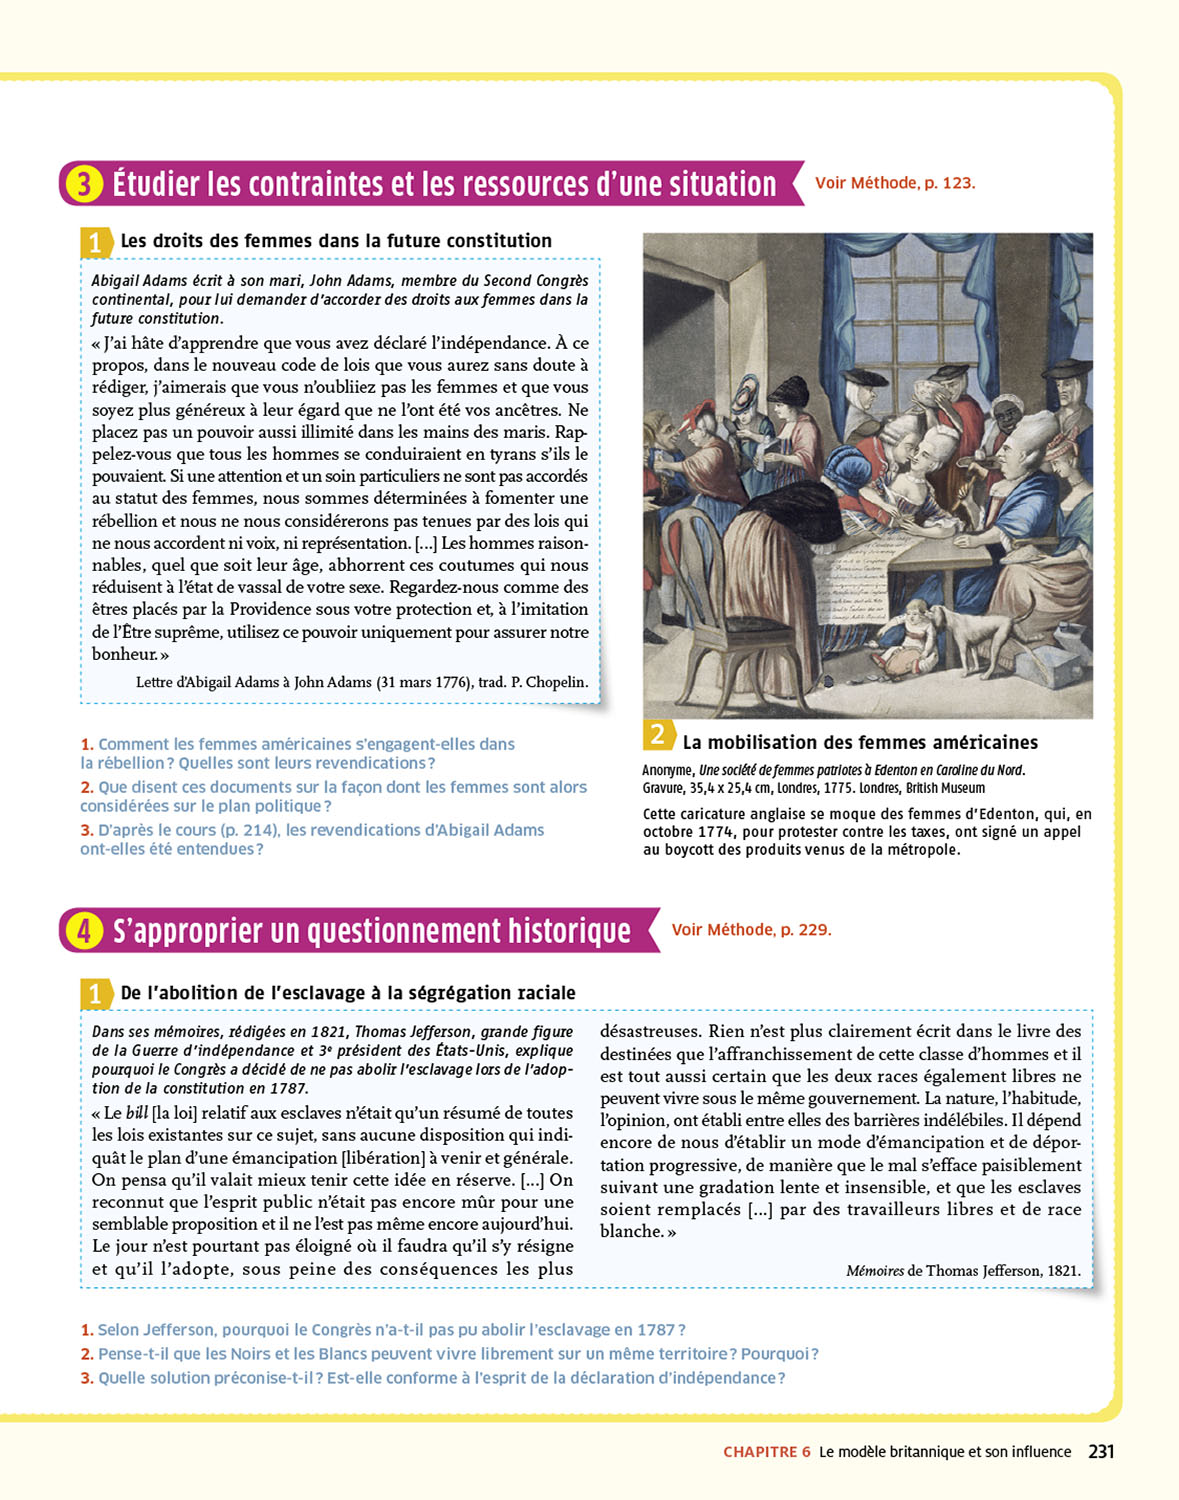 3 Étudier les contraintes et les ressources d'une situation
Voir Méthode, p. 123.
1 Les droits des femmes dans la future constitution
Abigail Adams écrit à son mari, John Adams, membre du Second Congrès
continental, pour lui demander d'accorder des droits aux femmes dans la
future constitution.
« J'ai hâte d'apprendre que vous avez déclaré l'indépendance. À ce
propos, dans le nouveau code de lois que vous aurez sans doute à
rédiger, j'aimerais que vous n'oubliiez pas les femmes et que vous
soyez plus généreux à leur égard que ne l'ont été vos ancêtres. Ne
placez pas un pouvoir aussi illimité dans les mains des maris. Rap-
pelez-vous que tous les hommes se conduiraient en tyrans s'ils le
pouvaient. Si une attention et un soin particuliers ne sont pas accordés
au statut des femmes, nous sommes déterminées à fomenter une
rébellion et nous ne nous considérerons pas tenues par des lois qui
ne nous accordent ni voix, ni représentation. [...] Les hommes raison-
nables, quel que soit leur âge, abhorrent ces coutumes qui nous
réduisent à l'état de vassal de votre sexe. Regardez-nous comme des
êtres placés par la Providence sous votre protection et, à l'imitation
de l'Être suprême, utilisez ce pouvoir uniquement pour assurer notre
bonheur. »
Lettre d'Abigail Adams à John Adams (31 mars 1776), trad. P. Chopelin.
1. Comment les femmes américaines s'engagent-elles dans
la rébellion ? Quelles sont leurs revendications ?
2. Que disent ces documents sur la façon dont les femmes sont alors
considérées sur le plan politique ?
3. D'après le cours (p. 214), les revendications d'Abigail Adams
ont-elles été entendues ?
2 La mobilisation des femmes américaines
Anonyme, Une société de femmes patriotes à Edenton en Caroline du Nord.
Gravure, 35,4 x 25,4 cm, Londres, 1775. Londres, British Museum
Cette caricature anglaise se moque des femmes d'Edenton, qui, en
octobre 1774, pour protester contre les taxes, ont signé un appel
au boycott des produits venus de la métropole.
4 S'approprier un questionnement historique
Voir Méthode, p. 229.
1 De l'abolition de l'esclavage à la ségrégation raciale
Dans ses mémoires, rédigées en 1821, Thomas Jefferson, grande figure
de la Guerre d'indépendance et 3e président des États-Unis, explique
pourquoi le Congrès a décidé de ne pas abolir l'esclavage lors de l'adop-
tion de la constitution en 1787.
« Le bill [la loi] relatif aux esclaves n'était qu'un résumé de toutes
les lois existantes sur ce sujet, sans aucune disposition qui indi-
quât le plan d'une émancipation [libération] à venir et générale.
On pensa qu'il valait mieux tenir cette idée en réserve. [...] On
reconnut que l'esprit public n'était pas encore mûr pour une
semblable proposition et il ne l'est pas même encore aujourd'hui.
Le jour n'est pourtant pas éloigné où il faudra qu'il s'y résigne
et qu'il l'adopte, sous peine des conséquences les plus
désastreuses. Rien n'est plus clairement écrit dans le livre des
destinées que l'affranchissement de cette classe d'hommes et il
est tout aussi certain que les deux races également libres ne
peuvent vivre sous le même gouvernement. La nature, l'habitude,
l'opinion, ont établi entre elles des barrières indélébiles. Il dépend
encore de nous d'établir un mode d'émancipation et de dépor-
tation progressive, de manière que le mal s'efface paisiblement
suivant une gradation lente et insensible, et que les esclaves
soient remplacés [...] par des travailleurs libres et de race
blanche. »
Mémoires de Thomas Jefferson, 1821.
1. Selon Jefferson, pourquoi le Congrès n'a-t-il pas pu abolir l'esclavage en 1787 ?
2. Pense-t-il que les Noirs et les Blancs peuvent vivre librement sur un même territoire ? Pourquoi ?
3. Quelle solution préconise-t-il ? Est-elle conforme à l'esprit de la déclaration d'indépendance ?
CHAPITRE 6 Le modèle britannique et son influence 231